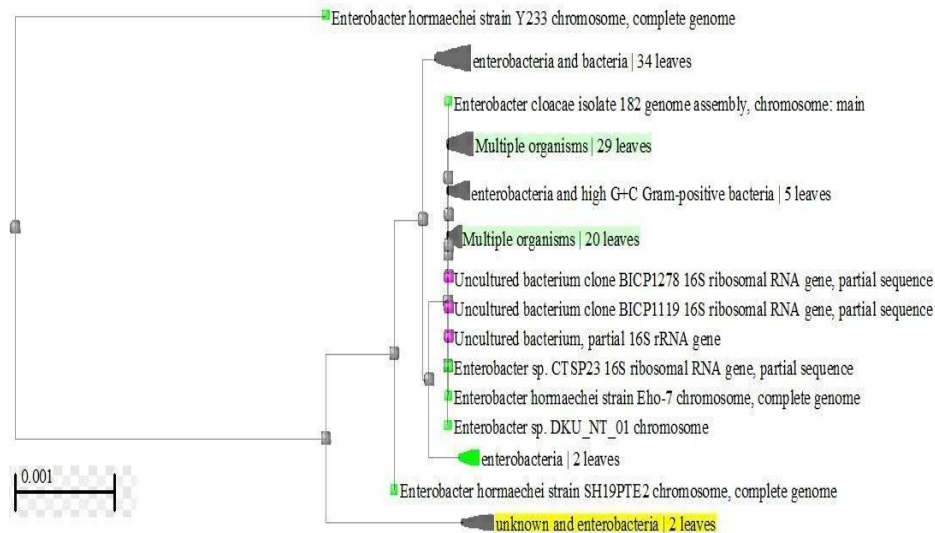 Enterobacter hormaechei strain Y233 chromosome, complete genome
enterobacteria and bacteria | 34 leaves
Enterobacter cloacae isolate 182 genome assembly, chromosome: main
Multiple organisms | 29 leaves
enterobacteria and high G+C Gram-positive bacteria | 5 leaves
Multiple organisms | 20 leaves
Uncultured bacterium clone BICP1278 16S ribosomal RNA gene, partial sequence
Uncultured bacterium clone BICP1119 16S ribosomal RNA gene, partial sequence
Uncultured bacterium, partial 16S rRNA gene
Enterobacter sp. CTSP23 16S ribosomal RNA gene, partial sequence
Enterobacter hormaechei strain Eho-7 chromosome, complete genome
Enterobacter sp. DKU_NT_01 chromosome
enterobacteria | 2 leaves
0.001
Enterobacter hormaechei strain SH19PTE2 chromosome, complete genome
unknown and enterobacteria | 2 leaves